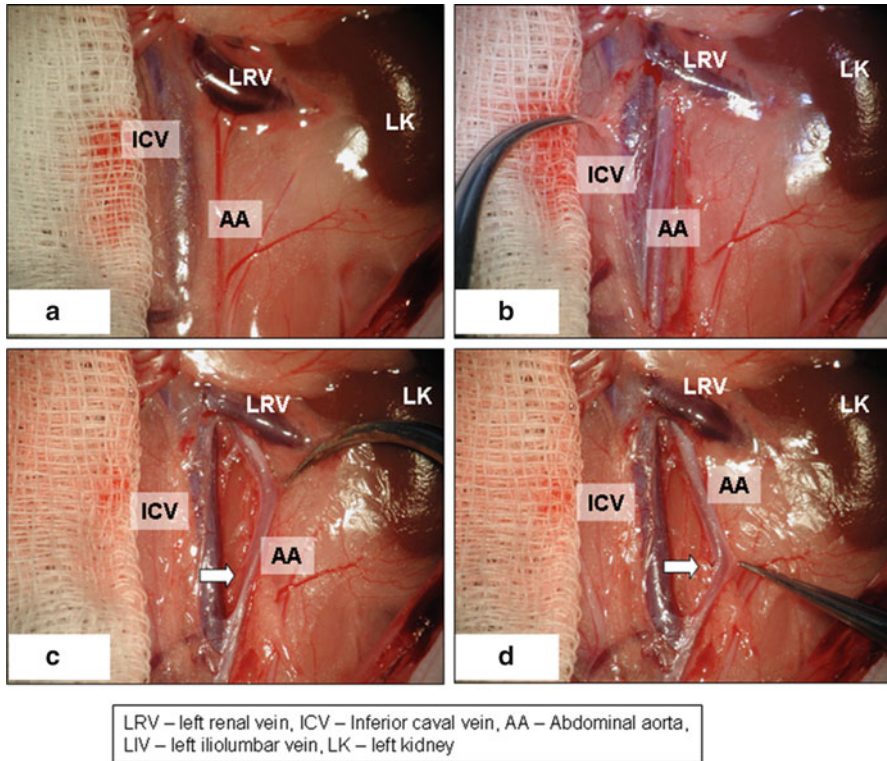 LRV
ICV
LK
AA
a
LRV
LK
ICV
AA
b
LRV
LK
ICV
AA
c
LRV
LK
AA
ICV
d
LRV – left renal vein, ICV – Inferior caval vein, AA – Abdominal aorta,
LIV – left iliolumbar vein, LK – left kidney